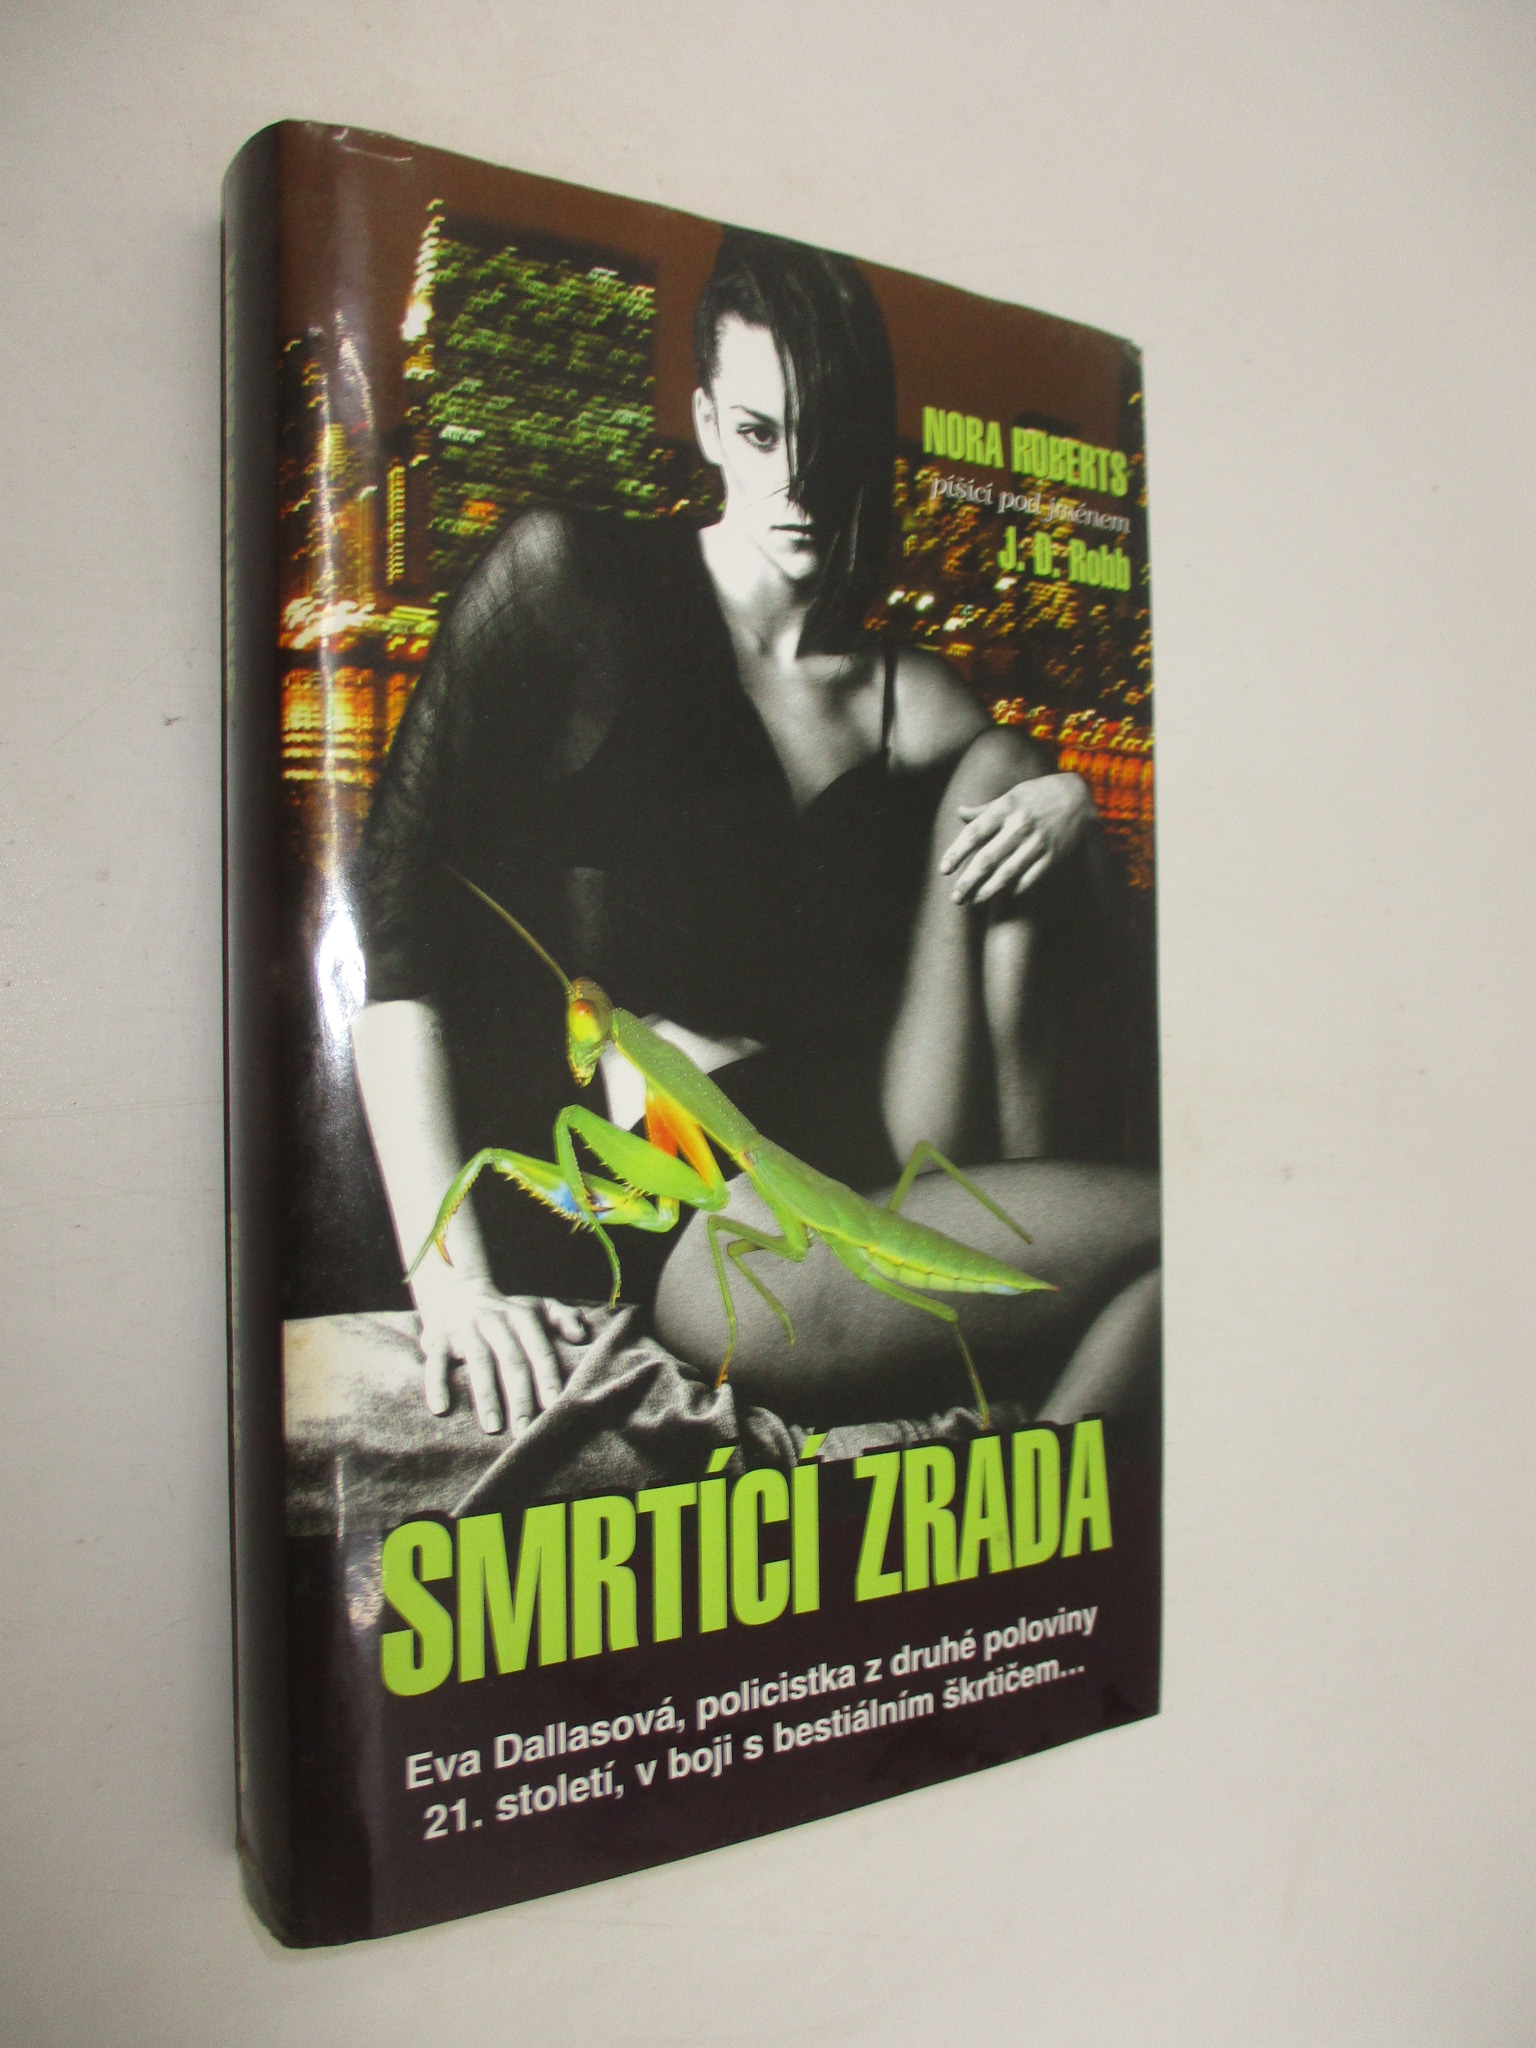 NORA ROBERTS
píšící pod jménem
J. D. Robb
SMRTÍCÍ ZRADA
Eva Dallasová, policistka z druhé poloviny
21. století, v boji s bestiálním škrtičem...